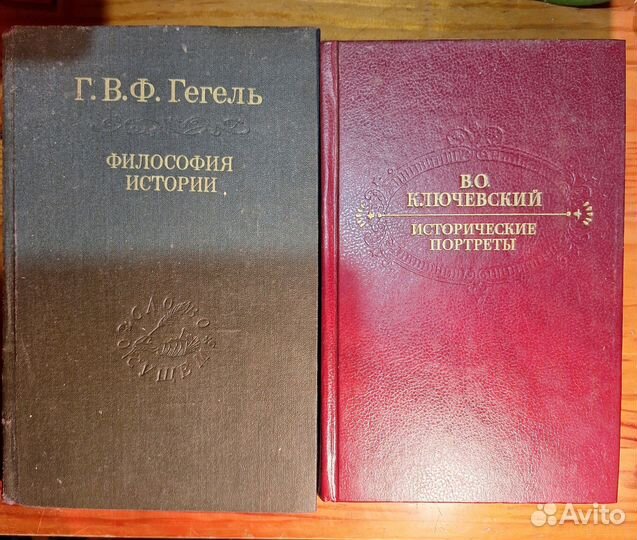 Г. В. Ф. Гегель
ФИЛОСОФИЯ
ИСТОРИИ
СЛОВО О СУЩЕМ
В.О.
КЛЮЧЕВСКИЙ
ИСТОРИЧЕСКИЕ
ПОРТРЕТЫ
Avito